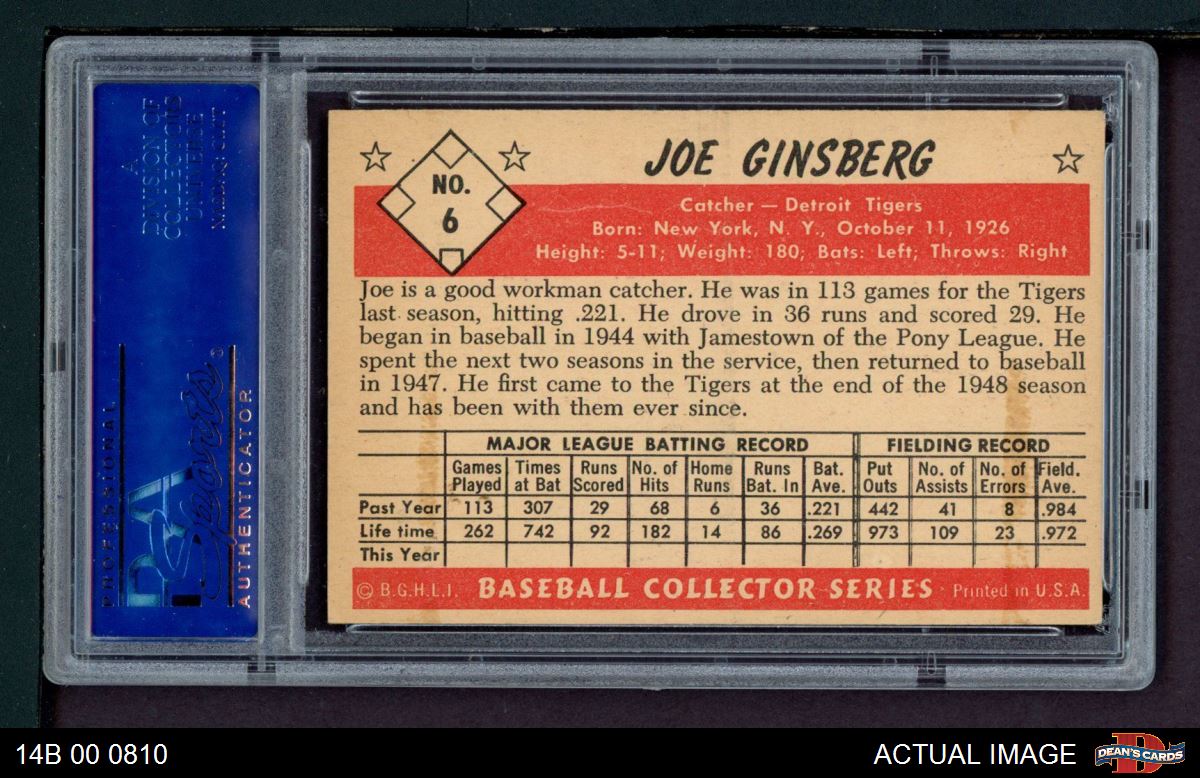 A
DIVISION OF
COLLECTORS
UNIVERSE
NASDAQ: CLCT
PROFESSIONAL
PSA
Sports®
AUTHENTICATOR
NO.
6
JOE GINSBERG
Catcher — Detroit Tigers
Born: New York, N. Y., October 11, 1926
Height: 5-11; Weight: 180; Bats: Left; Throws: Right
Joe is a good workman catcher. He was in 113 games for the Tigers
last season, hitting .221. He drove in 36 runs and scored 29. He
began in baseball in 1944 with Jamestown of the Pony League. He
spent the next two seasons in the service, then returned to baseball
in 1947. He first came to the Tigers at the end of the 1948 season
and has been with them ever since.
MAJOR LEAGUE BATTING RECORD FIELDING RECORD
Games Times Runs No. of Home Runs Bat. Put No. of No. of Field.
Played at Bat Scored Hits Runs Bat. In Ave. Outs Assists Errors Ave.
Past Year 113 307 29 68 6 36 .221 442 41 8 .984
Life time 262 742 92 182 14 86 .269 973 109 23 .972
This Year
© B.G.H.L.I. BASEBALL COLLECTOR SERIES Printed in U.S.A.
14B 00 0810
ACTUAL IMAGE
DEAN'S CARDS